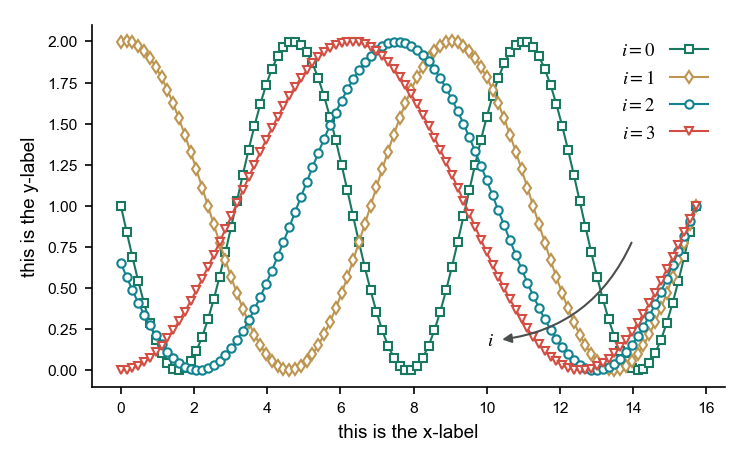 2.00
1.75
1.50
1.25
1.00
0.75
0.50
0.25
0.00
this is the y-label
i = 0
i = 1
i = 2
i = 3
i
0 2 4 6 8 10 12 14 16
this is the x-label